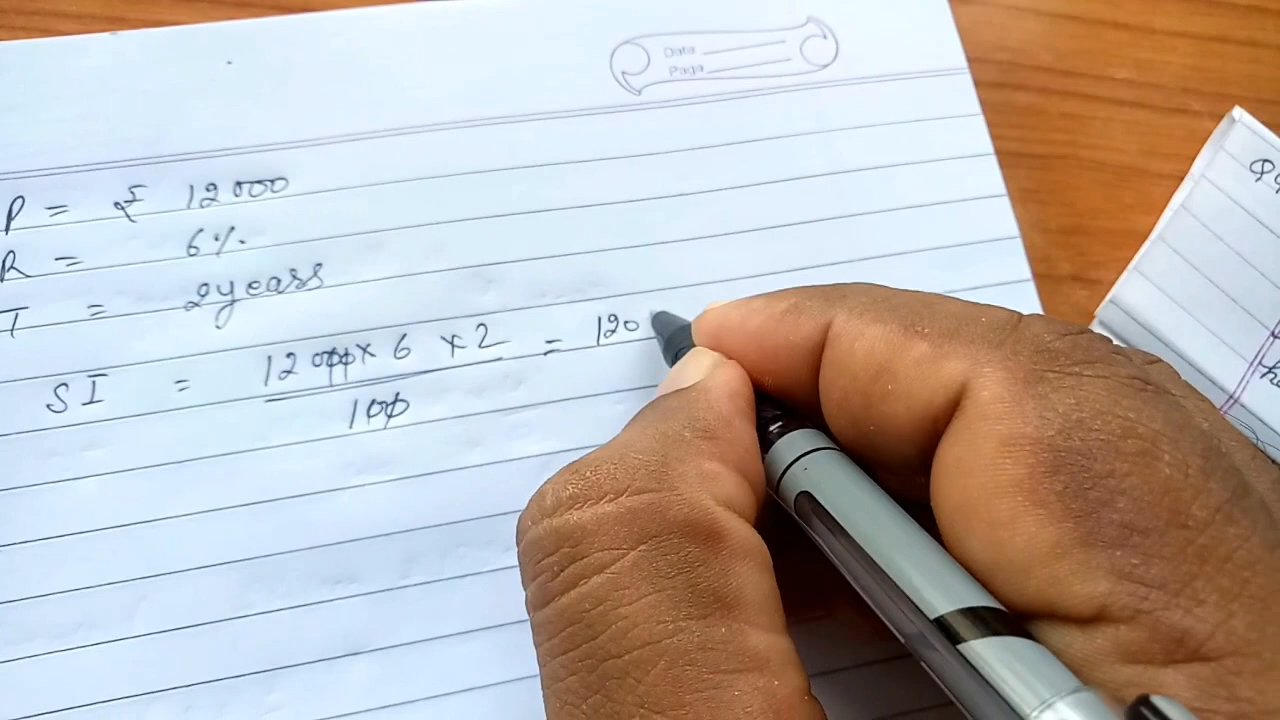 Date
Page
P = ₹ 12000
R = 6%
T = 2years
SI = 12000 x 6 x 2 = 120
100